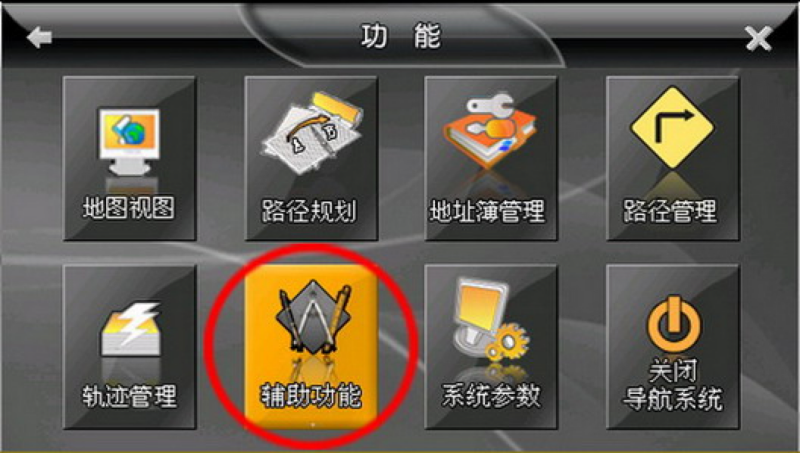 功 能
地图视图
路径规划
A B
地址簿管理
路径管理
轨迹管理
辅助功能
系统参数
关闭
导航系统